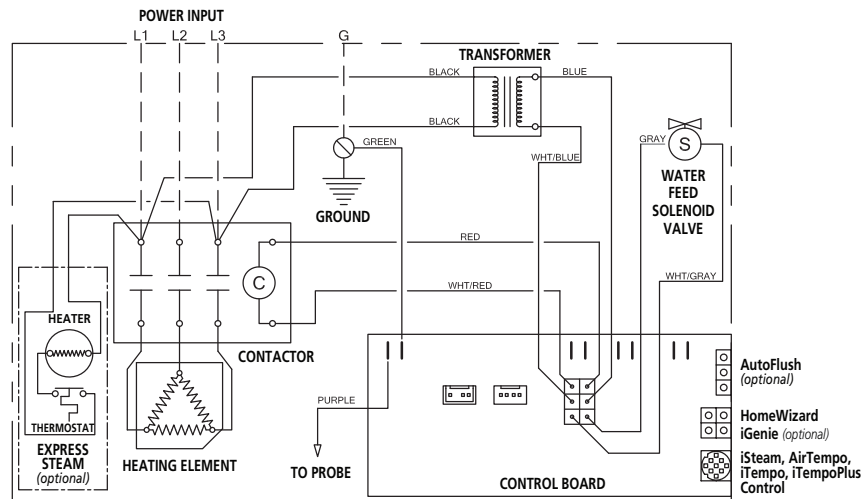 POWER INPUT
L1 L2 L3 G
TRANSFORMER
BLACK
BLUE
BLACK
GREEN
GRAY
S
WHT/BLUE
WATER
FEED
SOLENOID
VALVE
GROUND
RED
C
WHT/GRAY
WHT/RED
HEATER
CONTACTOR
AutoFlush
(optional)
PURPLE
THERMOSTAT
HomeWizard
iGenie (optional)
EXPRESS
STEAM
(optional)
HEATING ELEMENT
TO PROBE
CONTROL BOARD
iSteam, AirTempo,
iTempo, iTempoPlus
Control